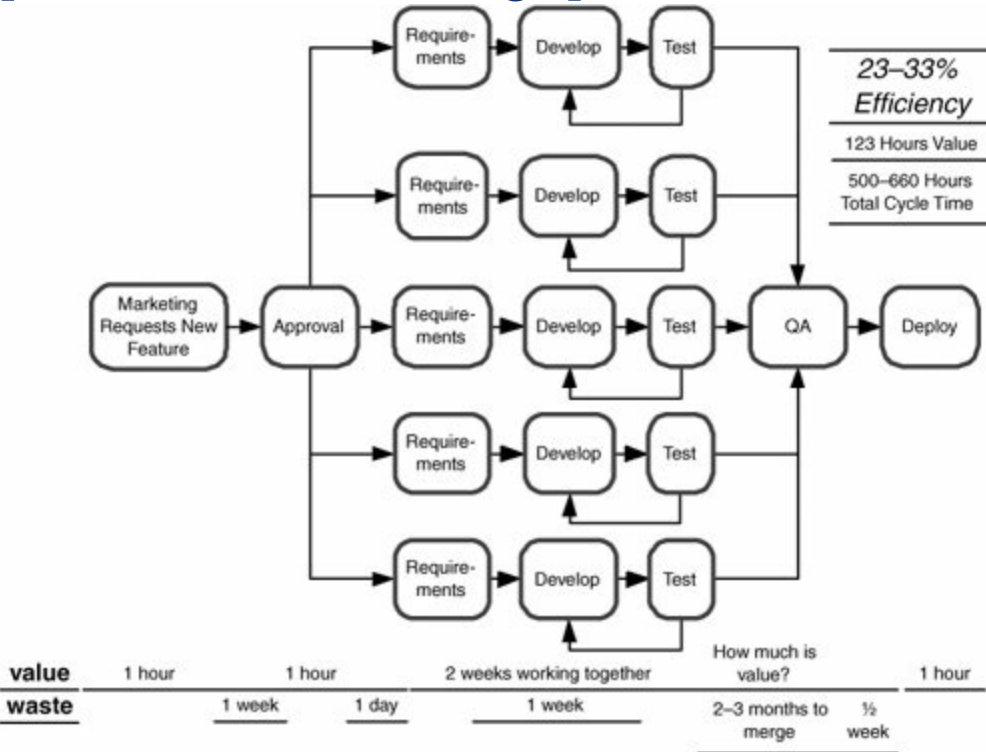 Require-
ments
Develop
Test
23–33%
Efficiency
123 Hours Value
500–660 Hours
Total Cycle Time
Require-
ments
Develop
Test
Marketing
Requests New
Feature
Approval
Require-
ments
Develop
Test
QA
Deploy
Require-
ments
Develop
Test
Require-
ments
Develop
Test
value
1 hour
1 hour
2 weeks working together
How much is
value?
1 hour
waste
1 week
1 day
1 week
2–3 months to
merge
½
week